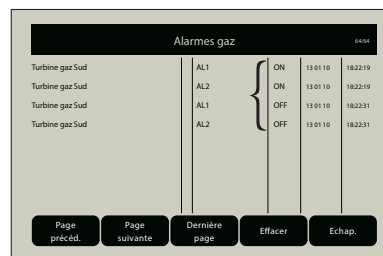 Alarmes gaz 64/64
Turbine gaz Sud AL1 ON 13 01 10 18:22:19
Turbine gaz Sud AL2 ON 13 01 10 18:22:19
Turbine gaz Sud AL1 OFF 13 01 10 18:22:31
Turbine gaz Sud AL2 OFF 13 01 10 18:22:31
Page précéd.
Page suivante
Dernière page
Effacer
Echap.